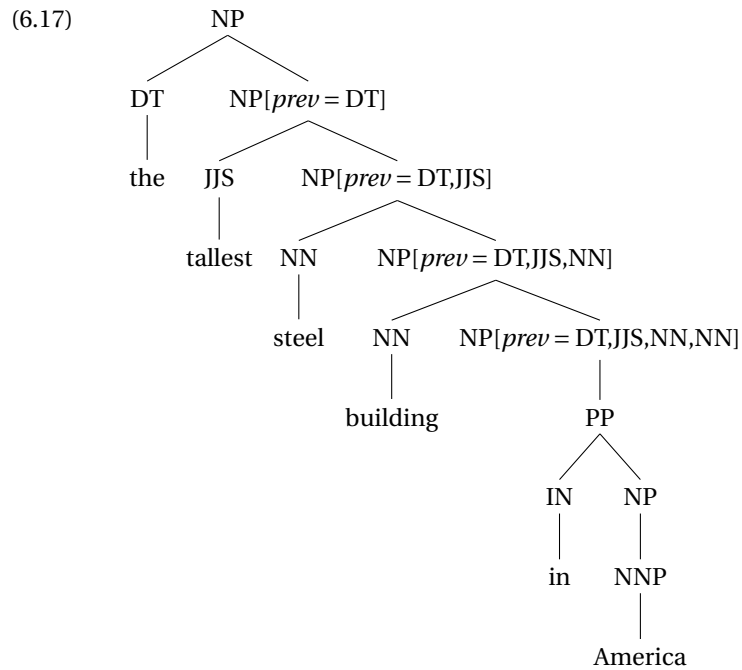 (6.17) NP
DT NP[prev = DT]
the JJS NP[prev = DT,JJS]
tallest NN NP[prev = DT,JJS,NN]
steel NN NP[prev = DT,JJS,NN,NN]
building PP
IN NP
in NNP
America